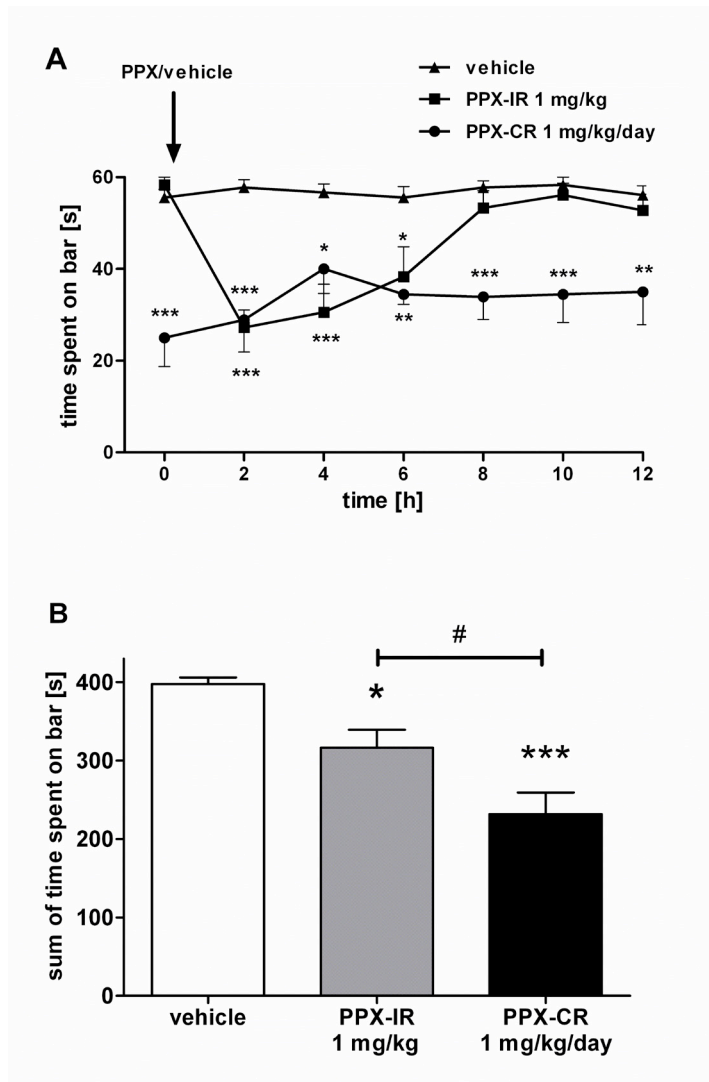 A
PPX/vehicle
vehicle
PPX-IR 1 mg/kg
PPX-CR 1 mg/kg/day
time spent on bar [s]
60
40
20
0
***
***
***
*
***
*
**
***
***
**
0 2 4 6 8 10 12
time [h]
B
#
*
***
sum of time spent on bar [s]
400
300
200
100
0
vehicle PPX-IR PPX-CR
1 mg/kg 1 mg/kg/day